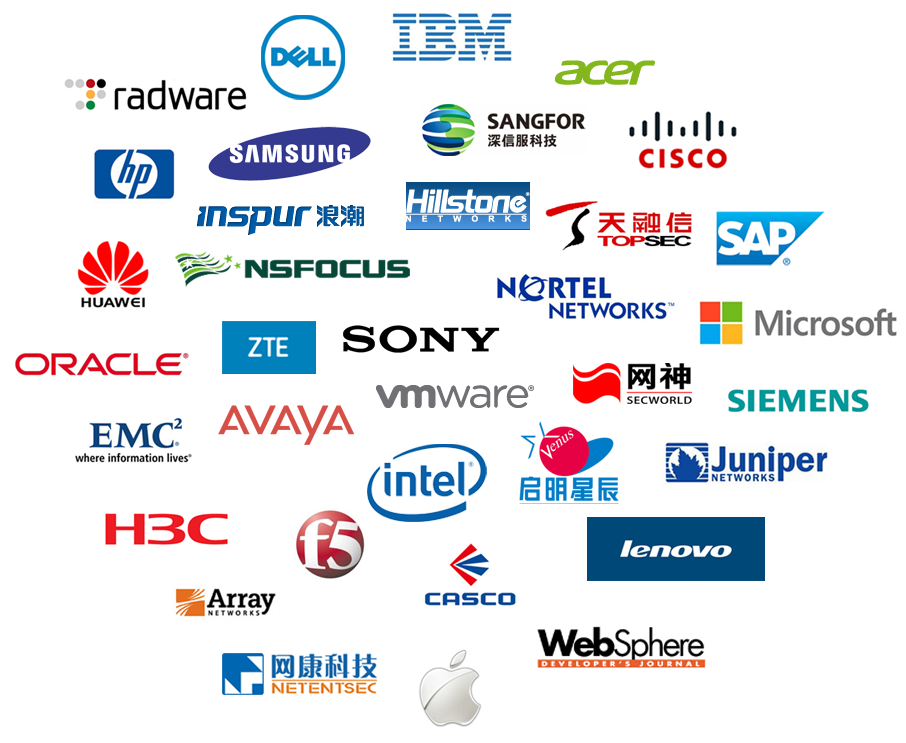 DELL
IBM
acer
radware
SANGFOR
深信服科技
CISCO
hp
SAMSUNG
inspur 浪潮
Hillstone®
NETWORKS
天融信
TOPSEC
SAP®
HUAWEI
NSFOCUS
NORTEL
NETWORKS™
Microsoft
ZTE
SONY
ORACLE®
vmware®
网神
SECWORLD
SIEMENS
EMC²®
where information lives®
AVAYA
intel®
Venus
启明星辰
Juniper
NETWORKS
H3C
f5
lenovo
CASCO
Array
NETWORKS
WebSphere
DEVELOPER'S JOURNAL
网康科技
NETENTSEC